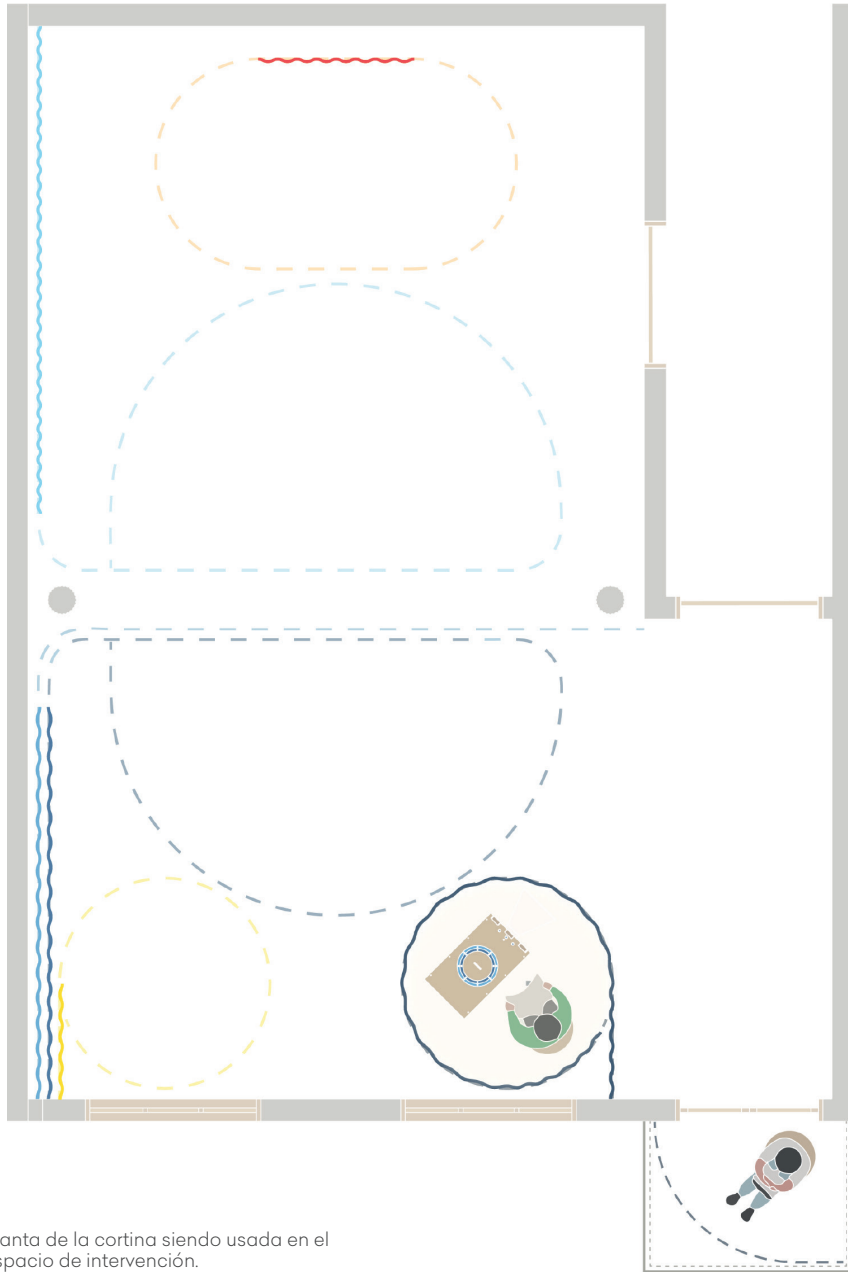 anta de la cortina siendo usada en el
spacio de intervención.